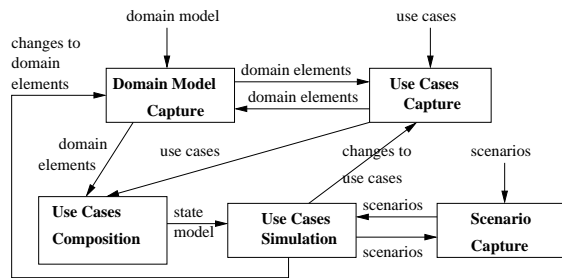 domain model
use cases
changes to
domain
elements
domain elements
Domain Model
Capture
domain elements
Use Cases
Capture
domain
elements
use cases
changes to
use cases
scenarios
Use Cases
Composition
state
model
Use Cases
Simulation
scenarios
scenarios
Scenario
Capture